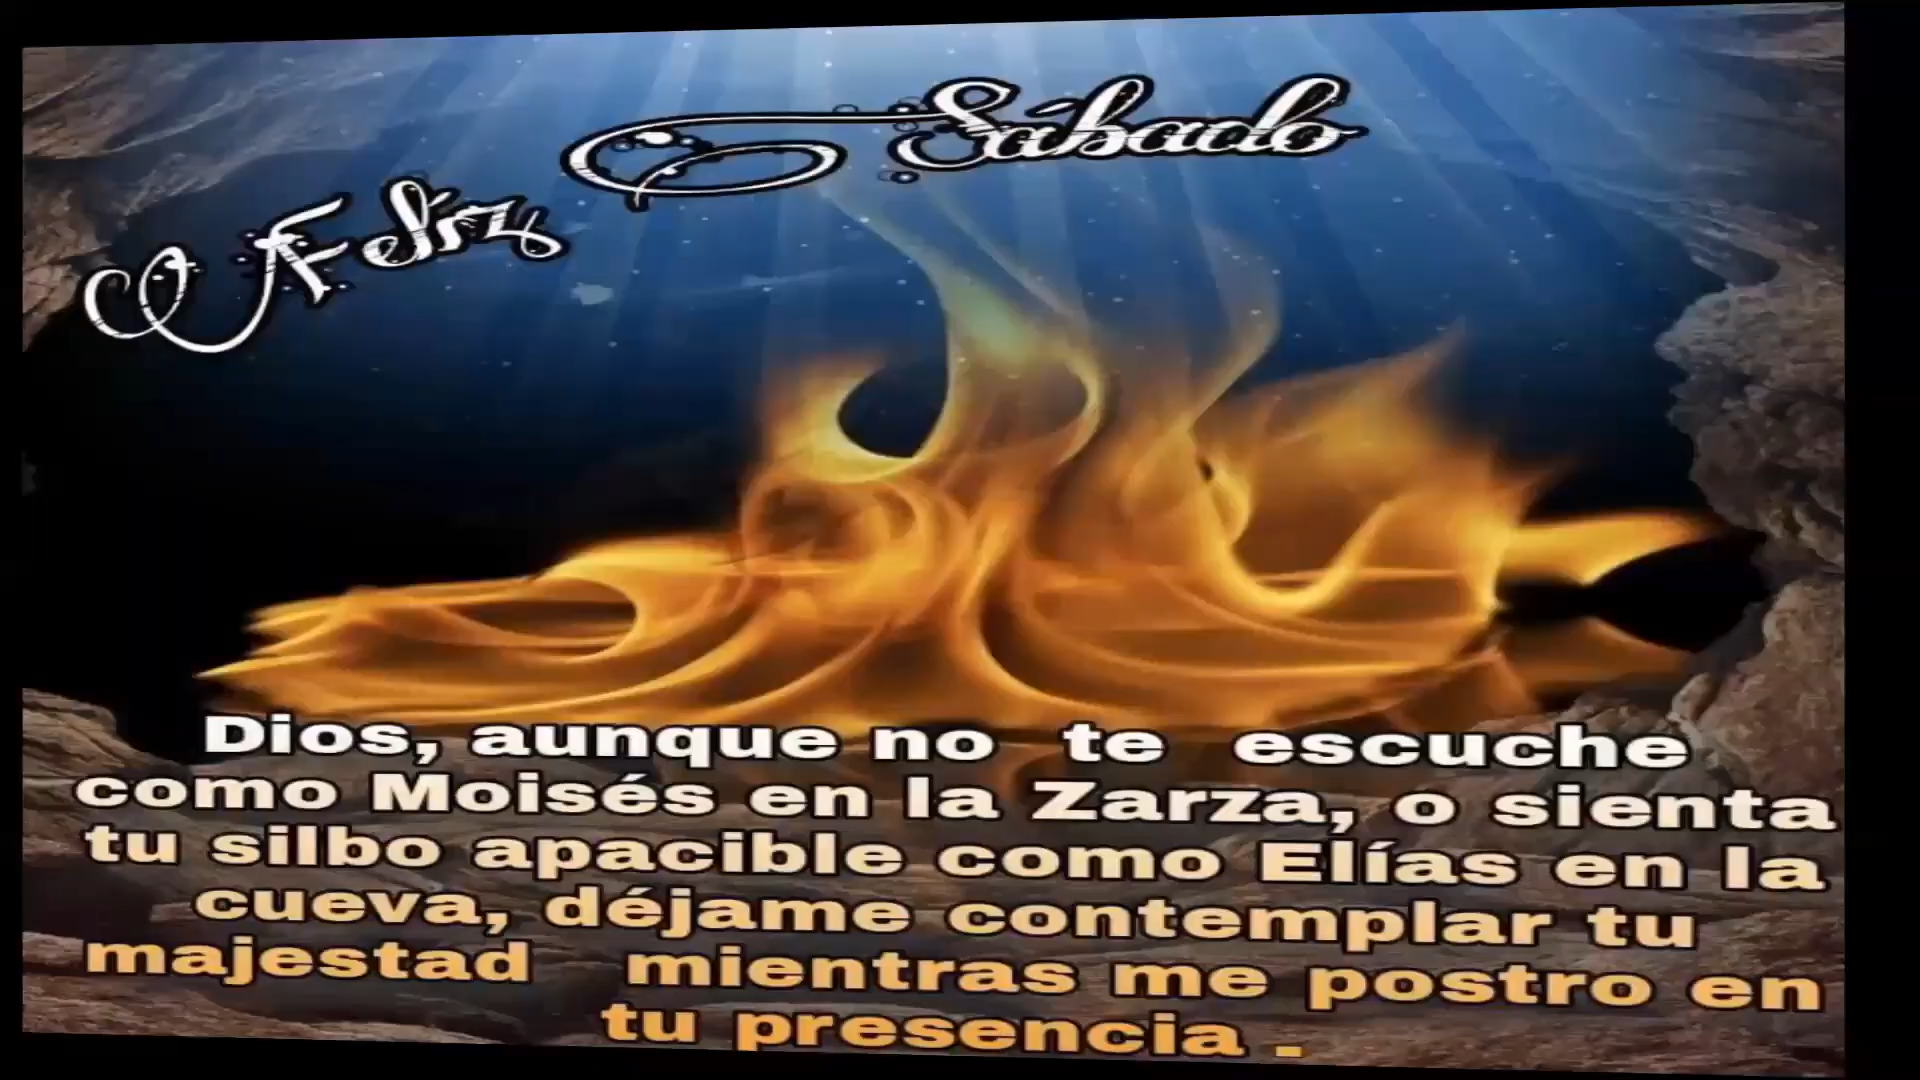 Feliz Sábado
Dios, aunque no te escuche
como Moisés en la Zarza, o sienta
tu silbo apacible como Elías en la
cueva, déjame contemplar tu
majestad mientras me postro en
tu presencia .